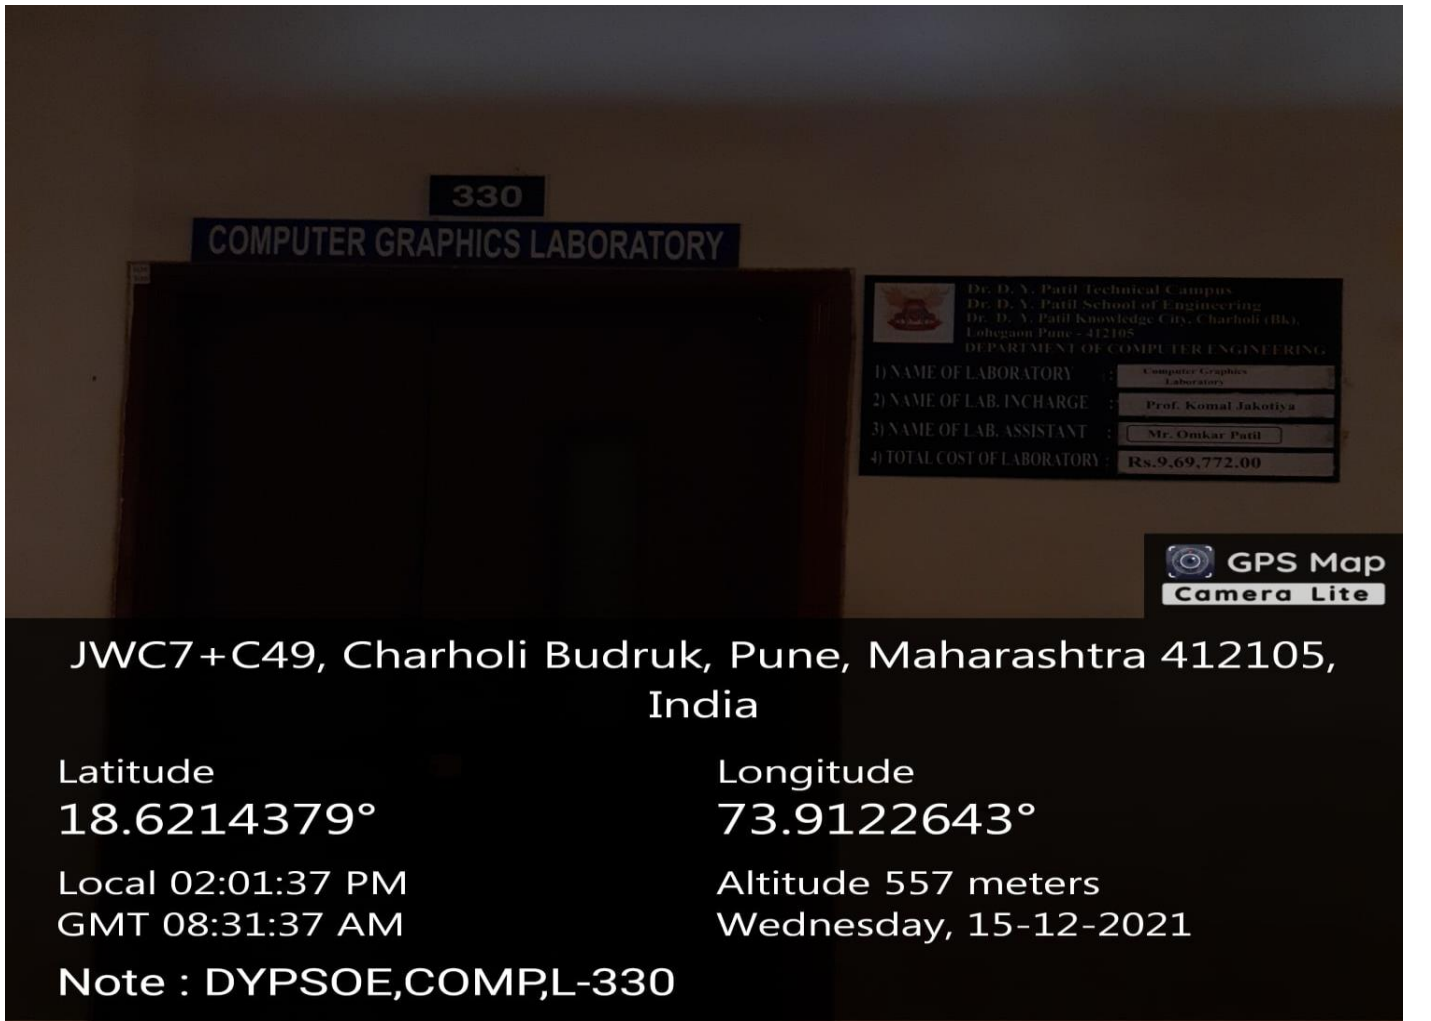 330
COMPUTER GRAPHICS LABORATORY
Dr. D. Y. Patil Technical Campus
Dr. D. Y. Patil School of Engineering
Dr. D. Y. Patil Knowledge City, Charholi (Bk),
Lohegaon Pune - 412105
DEPARTMENT OF COMPUTER ENGINEERING
1) NAME OF LABORATORY : Computer Graphics
Laboratory
2) NAME OF LAB. INCHARGE : Prof. Komal Jakotiya
3) NAME OF LAB. ASSISTANT : Mr. Omkar Patil
4) TOTAL COST OF LABORATORY : Rs.9,69,772.00
GPS Map
Camera Lite
JWC7+C49, Charholi Budruk, Pune, Maharashtra 412105,
India
Latitude
18.6214379°
Longitude
73.9122643°
Local 02:01:37 PM
GMT 08:31:37 AM
Altitude 557 meters
Wednesday, 15-12-2021
Note : DYPSOE,COMP,L-330